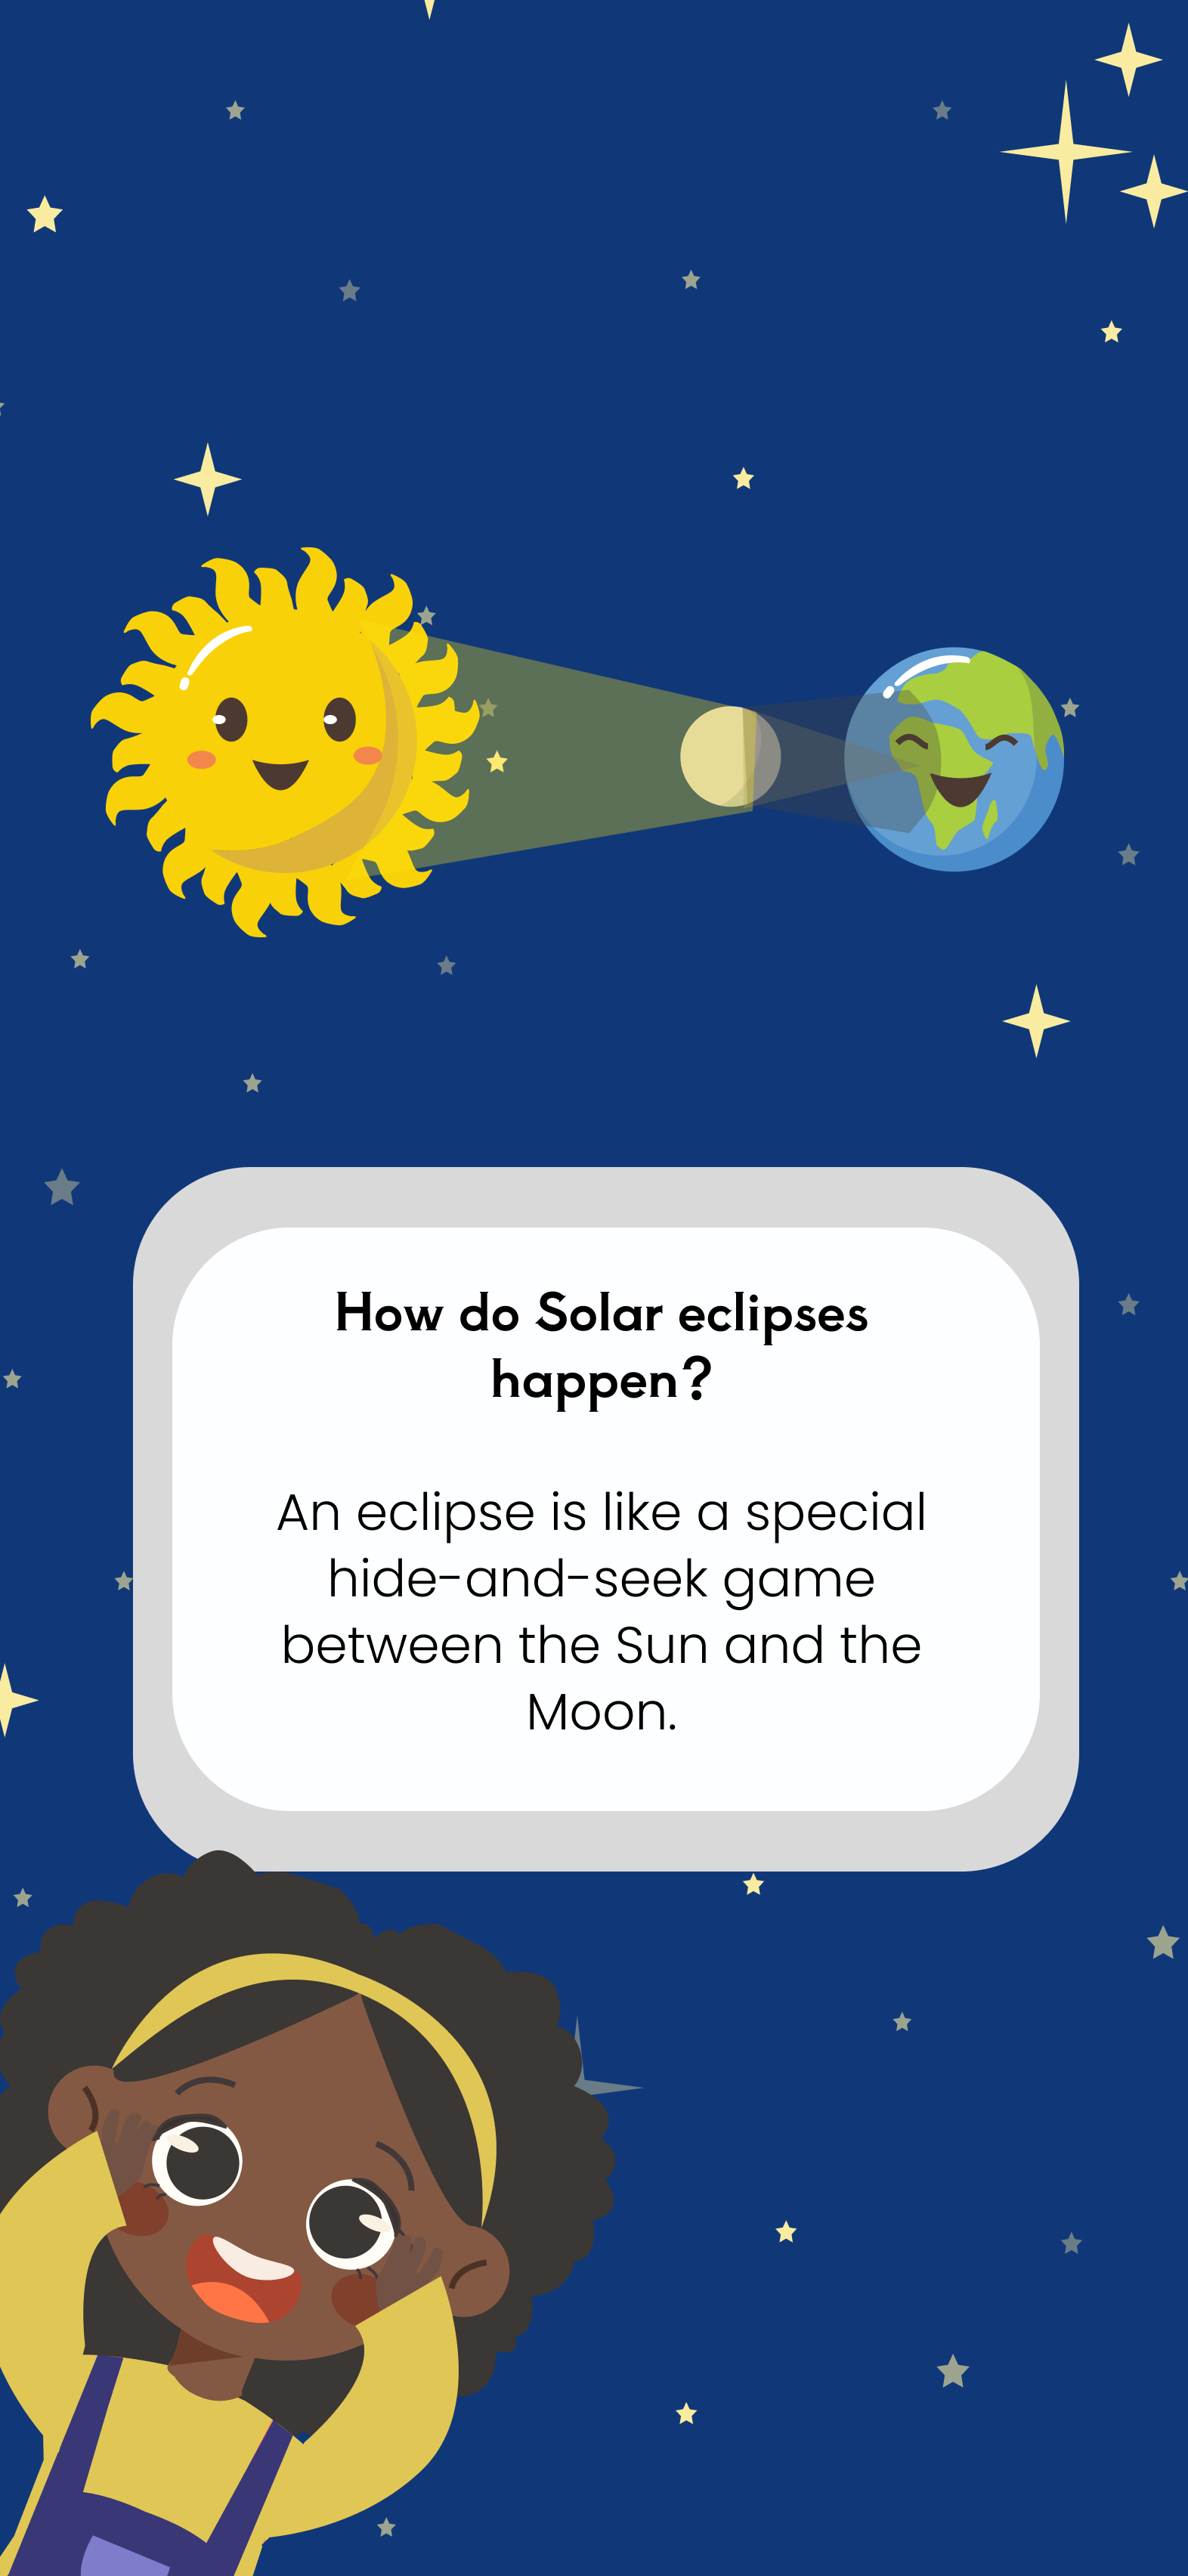 How do Solar eclipses
happen?
An eclipse is like a special
hide-and-seek game
between the Sun and the
Moon.